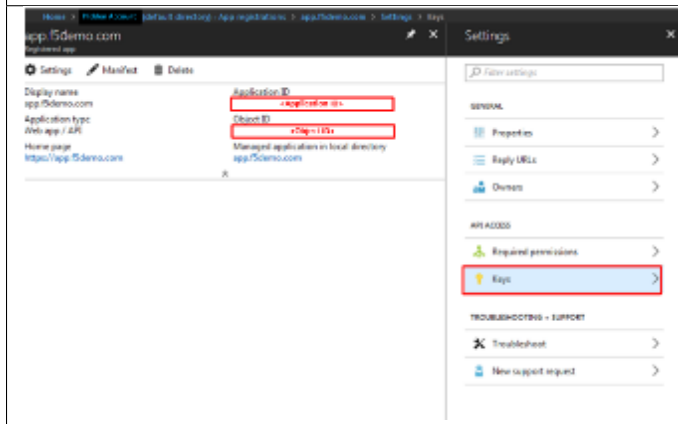 Home > (default directory) - App registrations > app.f5demo.com > Settings > Keys
app.f5demo.com
Registered app
Settings Manifest Delete
Display name
app.f5demo.com
Application type
Web app / API
Home page
https://app.f5demo.com
Application ID
<Application ID>
Object ID
<Object ID>
Managed application in local directory
app.f5demo.com
Settings
Filter settings
GENERAL
Properties
Reply URLs
Owners
API ACCESS
Required permissions
Keys
TROUBLESHOOTING + SUPPORT
Troubleshoot
New support request